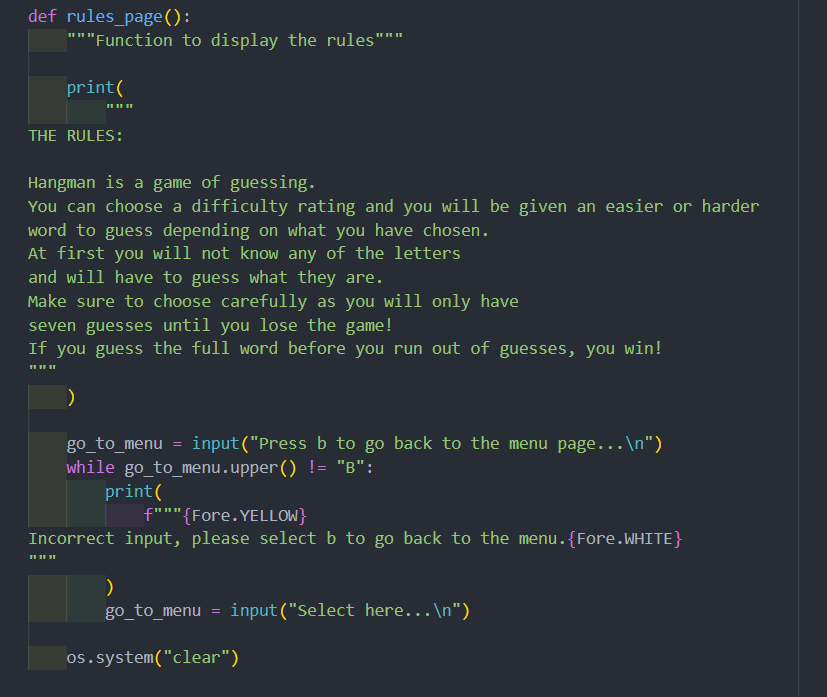 def rules_page():
    """Function to display the rules"""

    print(
        """
THE RULES:

Hangman is a game of guessing.
You can choose a difficulty rating and you will be given an easier or harder
word to guess depending on what you have chosen.
At first you will not know any of the letters
and will have to guess what they are.
Make sure to choose carefully as you will only have
seven guesses until you lose the game!
If you guess the full word before you run out of guesses, you win!
"""
    )

    go_to_menu = input("Press b to go back to the menu page...\n")
    while go_to_menu.upper() != "B":
        print(
            f"""{Fore.YELLOW}
Incorrect input, please select b to go back to the menu.{Fore.WHITE}
"""
        )
        go_to_menu = input("Select here...\n")

    os.system("clear")